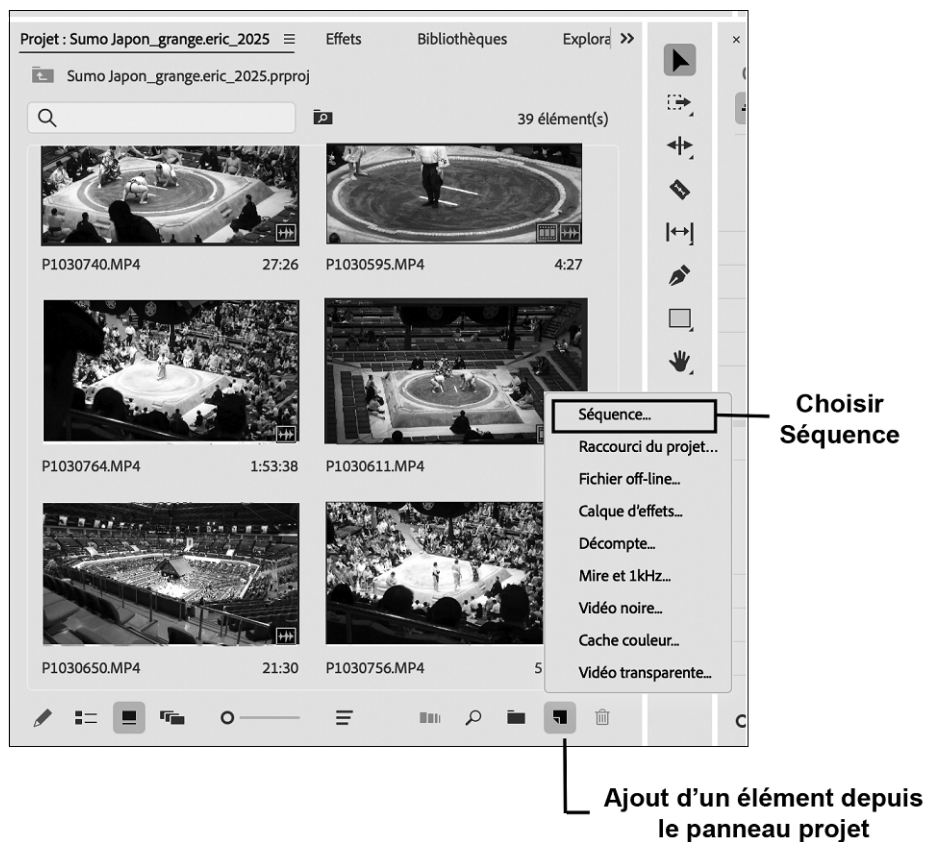 Projet : Sumo Japon_grange.eric_2025 Effets Bibliothèques Explora
Sumo Japon_grange.eric_2025.prproj
39 élément(s)
P1030740.MP4 27:26 P1030595.MP4 4:27
P1030764.MP4 1:53:38 P1030611.MP4
P1030650.MP4 21:30 P1030756.MP4 5
Séquence...
Raccourci du projet...
Fichier off-line...
Calque d'effets...
Décompte...
Mire et 1kHz...
Vidéo noire...
Cache couleur...
Vidéo transparente...
Choisir
Séquence
Ajout d'un élément depuis
le panneau projet